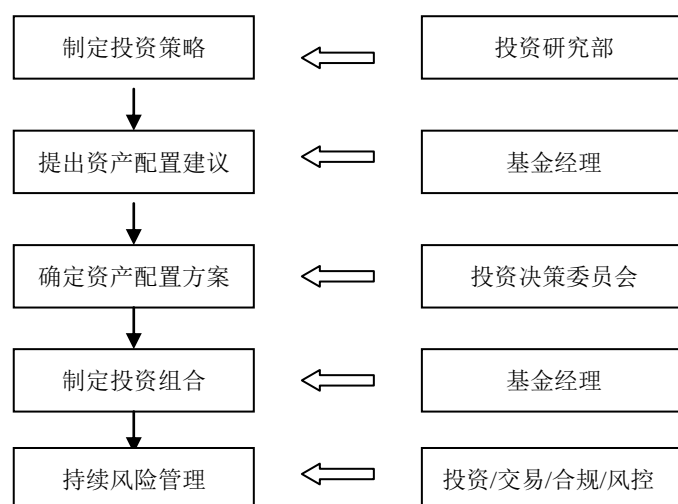 制定投资策略
投资研究部
提出资产配置建议
基金经理
确定资产配置方案
投资决策委员会
制定投资组合
基金经理
持续风险管理
投资/交易/合规/风控